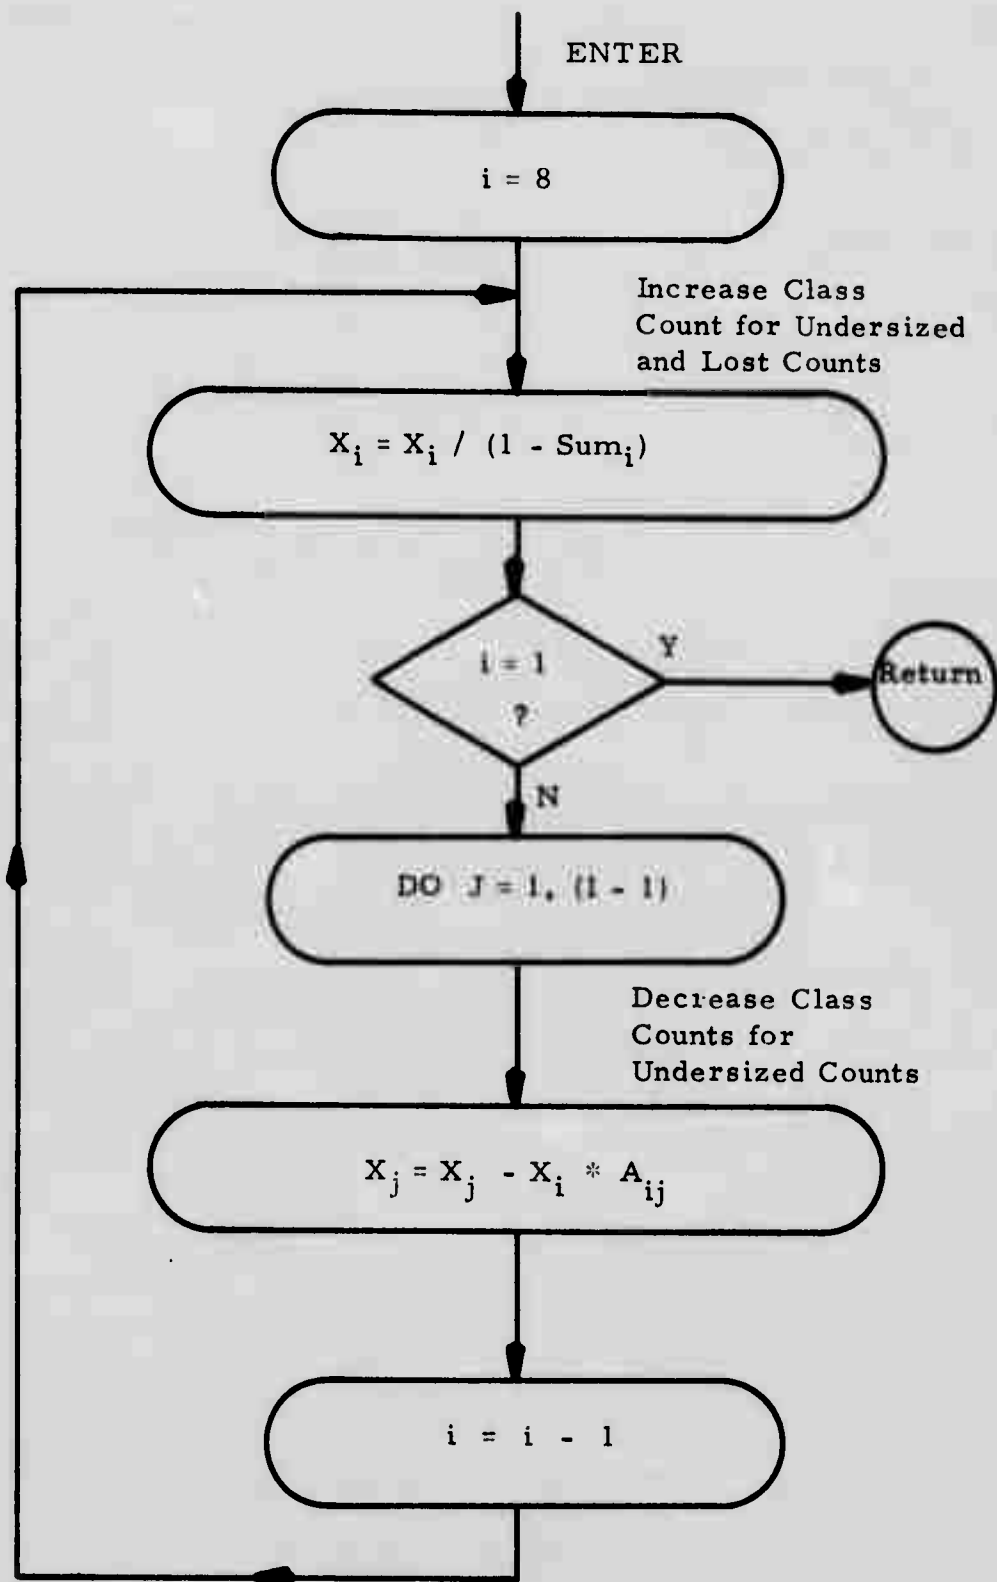 ENTER
i = 8
Increase Class
Count for Undersized
and Lost Counts
X_i = X_i / (1 - Sum_i)
i = 1
?
Y
Return
N
DO J = 1, (I - 1)
Decrease Class
Counts for
Undersized Counts
X_j = X_j - X_i * A_ij
i = i - 1